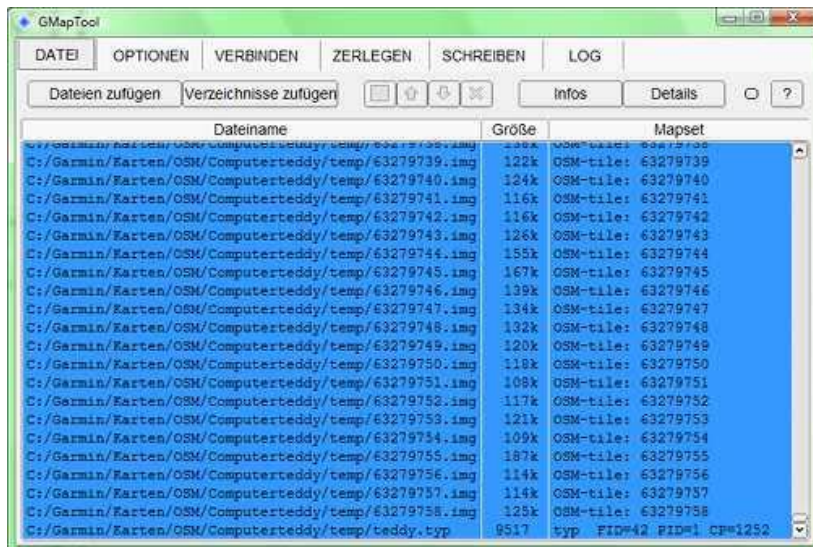 GMapTool
DATEI OPTIONEN VERBINDEN ZERLEGEN SCHREIBEN LOG
Dateien zufügen Verzeichnisse zufügen Infos Details ?
Dateiname Größe Mapset
C:/Garmin/Karten/OSM/Computerteddy/temp/63279738.img 138k OSM-tile: 63279738
C:/Garmin/Karten/OSM/Computerteddy/temp/63279739.img 122k OSM-tile: 63279739
C:/Garmin/Karten/OSM/Computerteddy/temp/63279740.img 124k OSM-tile: 63279740
C:/Garmin/Karten/OSM/Computerteddy/temp/63279741.img 116k OSM-tile: 63279741
C:/Garmin/Karten/OSM/Computerteddy/temp/63279742.img 116k OSM-tile: 63279742
C:/Garmin/Karten/OSM/Computerteddy/temp/63279743.img 126k OSM-tile: 63279743
C:/Garmin/Karten/OSM/Computerteddy/temp/63279744.img 155k OSM-tile: 63279744
C:/Garmin/Karten/OSM/Computerteddy/temp/63279745.img 167k OSM-tile: 63279745
C:/Garmin/Karten/OSM/Computerteddy/temp/63279746.img 139k OSM-tile: 63279746
C:/Garmin/Karten/OSM/Computerteddy/temp/63279747.img 134k OSM-tile: 63279747
C:/Garmin/Karten/OSM/Computerteddy/temp/63279748.img 132k OSM-tile: 63279748
C:/Garmin/Karten/OSM/Computerteddy/temp/63279749.img 120k OSM-tile: 63279749
C:/Garmin/Karten/OSM/Computerteddy/temp/63279750.img 118k OSM-tile: 63279750
C:/Garmin/Karten/OSM/Computerteddy/temp/63279751.img 108k OSM-tile: 63279751
C:/Garmin/Karten/OSM/Computerteddy/temp/63279752.img 117k OSM-tile: 63279752
C:/Garmin/Karten/OSM/Computerteddy/temp/63279753.img 121k OSM-tile: 63279753
C:/Garmin/Karten/OSM/Computerteddy/temp/63279754.img 109k OSM-tile: 63279754
C:/Garmin/Karten/OSM/Computerteddy/temp/63279755.img 187k OSM-tile: 63279755
C:/Garmin/Karten/OSM/Computerteddy/temp/63279756.img 114k OSM-tile: 63279756
C:/Garmin/Karten/OSM/Computerteddy/temp/63279757.img 114k OSM-tile: 63279757
C:/Garmin/Karten/OSM/Computerteddy/temp/63279758.img 125k OSM-tile: 63279758
C:/Garmin/Karten/OSM/Computerteddy/temp/teddy.typ 9517 typ FID=42 PID=1 CP=1252